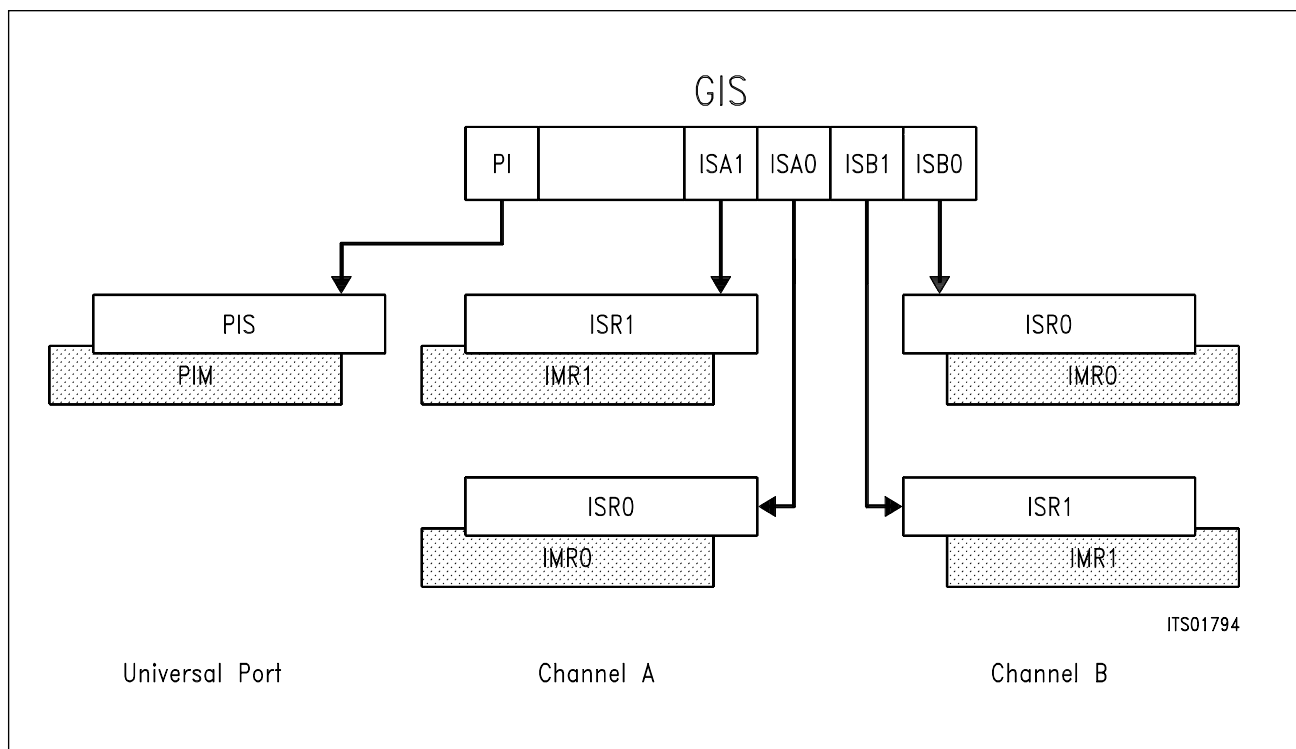 GIS
PI ISA1 ISA0 ISB1 ISB0
PIS ISR1 ISR0
PIM IMR1 IMR0
ISR0 ISR1
IMR0 IMR1
ITS01794
Universal Port Channel A Channel B